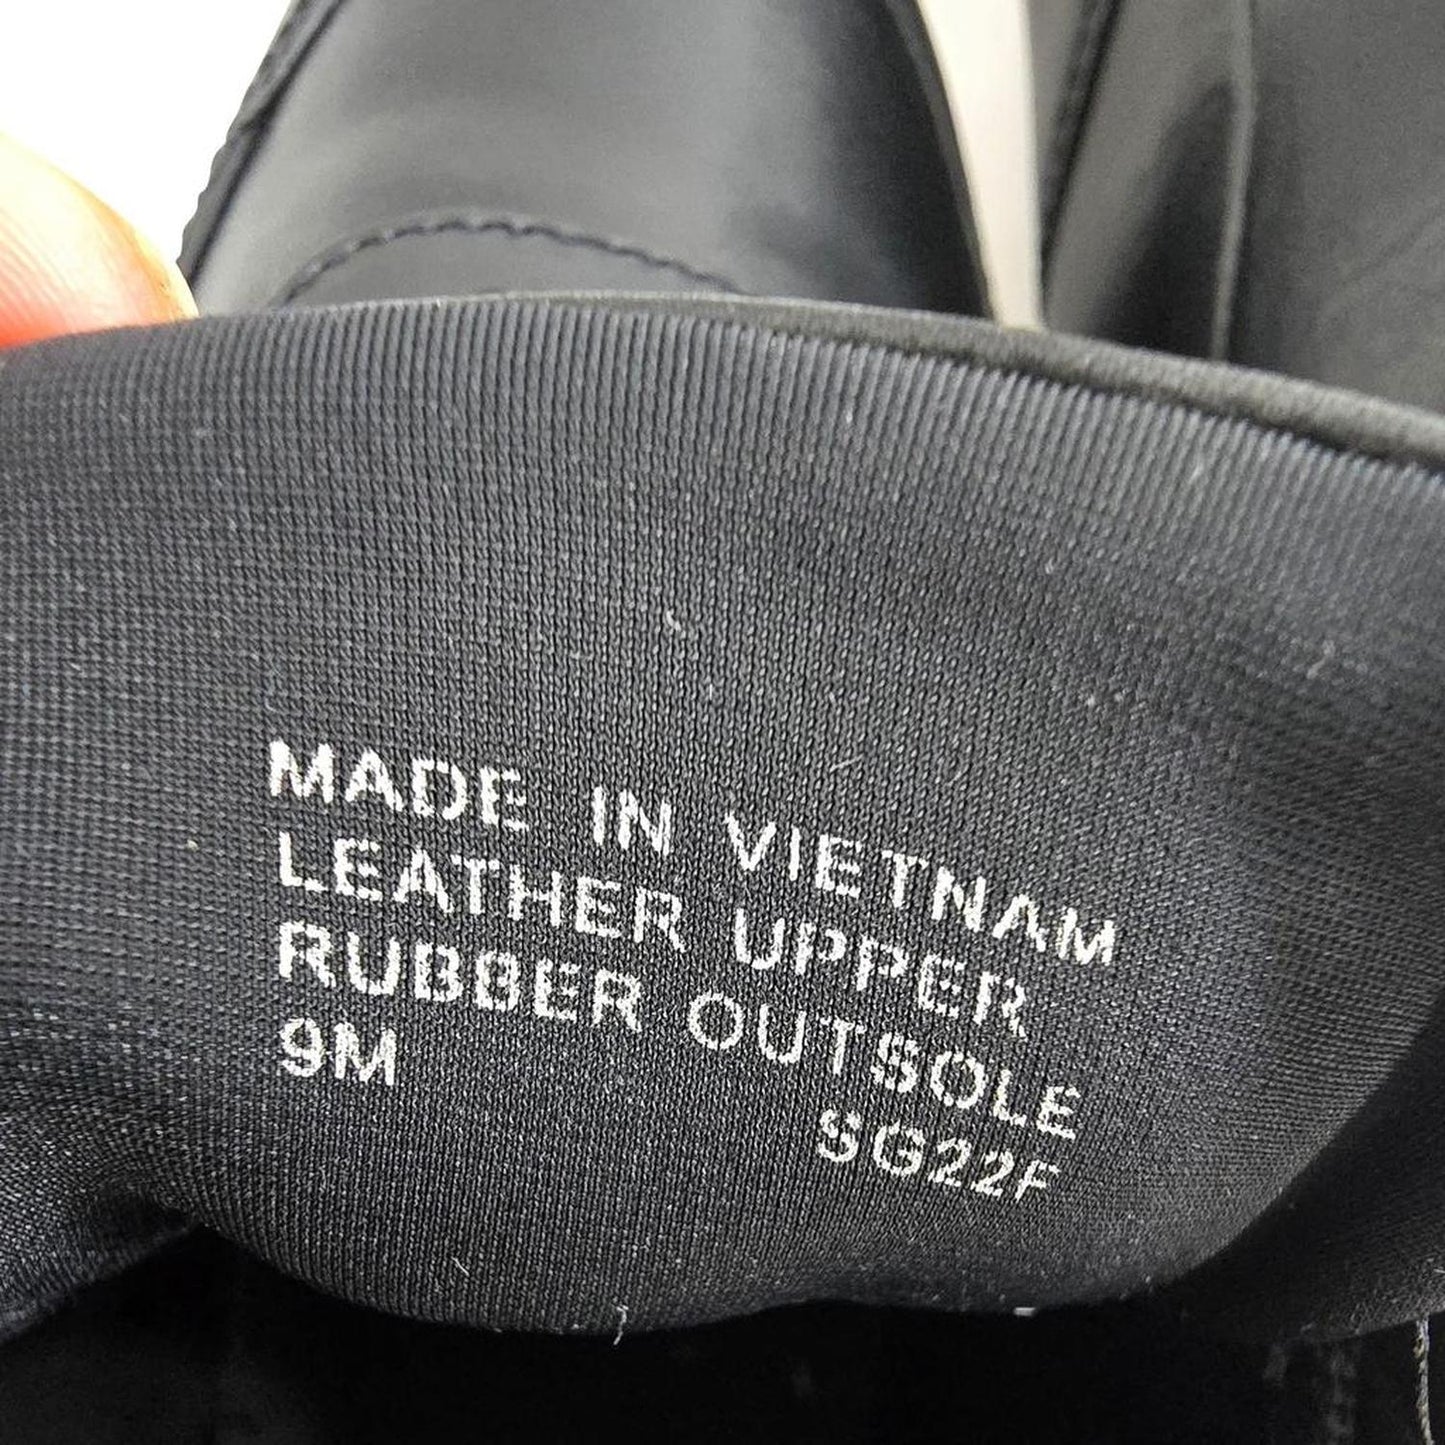 MADE IN VIETNAM
LEATHER UPPER
RUBBER OUTSOLE
9M
SG22F